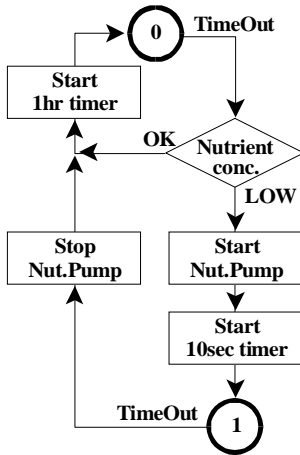 0
TimeOut
Start
1hr timer
OK
Nutrient
conc.
LOW
Stop
Nut.Pump
Start
Nut.Pump
Start
10sec timer
TimeOut
1